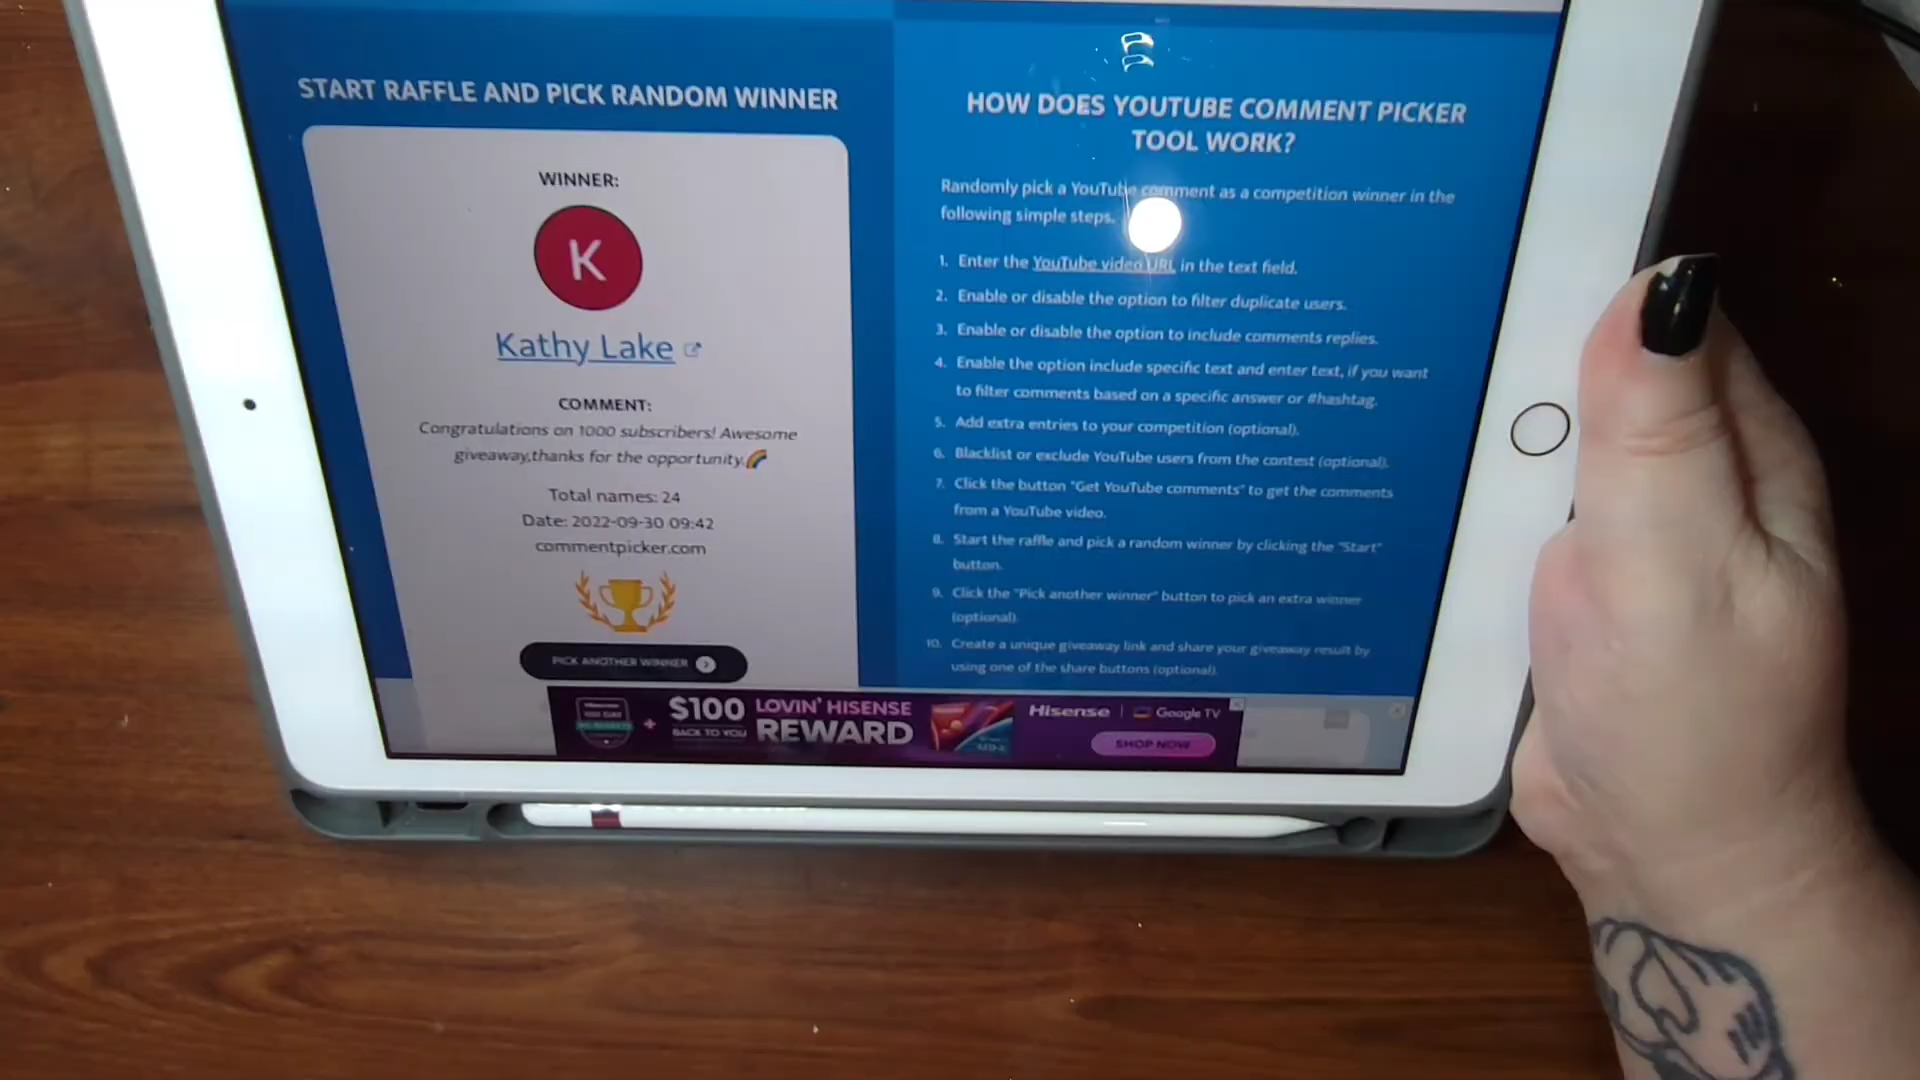 START RAFFLE AND PICK RANDOM WINNER
WINNER:
K
Kathy Lake
COMMENT:
Congratulations on 1000 subscribers! Awesome
giveaway,thanks for the opportunity.🌈
Total names: 24
Date: 2022-09-30 09:42
commentpicker.com
PICK ANOTHER WINNER
HOW DOES YOUTUBE COMMENT PICKER
TOOL WORK?
Randomly pick a YouTube comment as a competition winner in the
following simple steps.
1. Enter the YouTube video URL in the text field.
2. Enable or disable the option to filter duplicate users.
3. Enable or disable the option to include comments replies.
4. Enable the option include specific text and enter text, if you want
to filter comments based on a specific answer or #hashtag.
5. Add extra entries to your competition (optional).
6. Blacklist or exclude YouTube users from the contest (optional).
7. Click the button "Get YouTube comments" to get the comments
from a YouTube video.
8. Start the raffle and pick a random winner by clicking the "Start"
button.
9. Click the "Pick another winner" button to pick an extra winner
(optional).
10. Create a unique giveaway link and share your giveaway result by
using one of the share buttons (optional).
+ $100
BACK TO YOU
LOVIN' HISENSE
REWARD
Hisense | Google TV
SHOP NOW